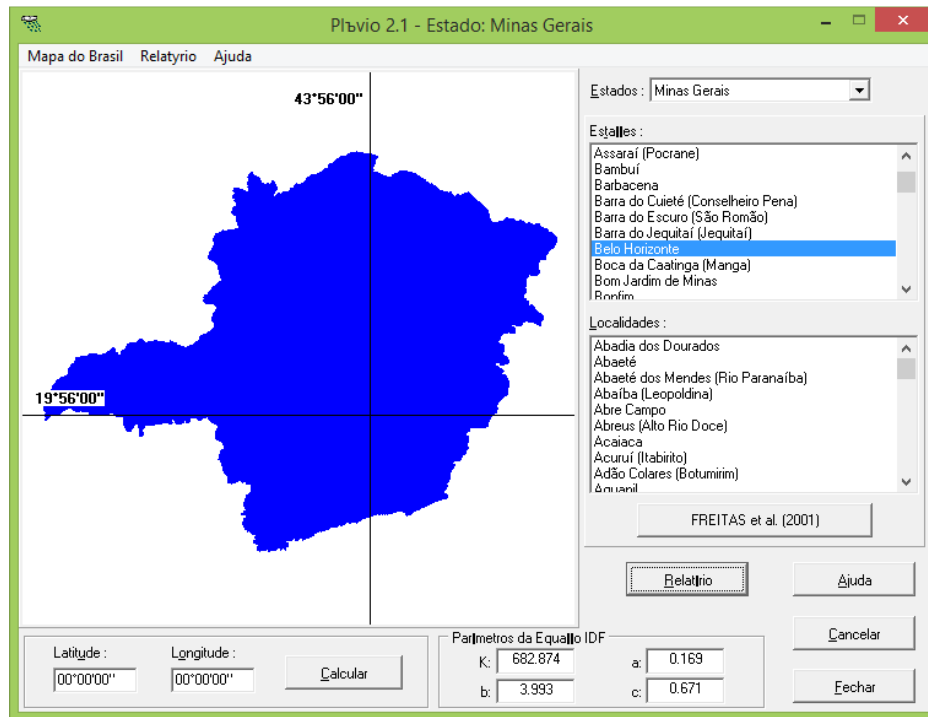 Plъvio 2.1 - Estado: Minas Gerais
Mapa do Brasil Relatyrio Ajuda
43°56'00"
19°56'00"
Estados : Minas Gerais
Estalles :
Assaraí (Pocrane)
Bambuí
Barbacena
Barra do Cuieté (Conselheiro Pena)
Barra do Escuro (São Romão)
Barra do Jequitaí (Jequitaí)
Belo Horizonte
Boca da Caatinga (Manga)
Bom Jardim de Minas
Bonfim
Localidades :
Abadia dos Dourados
Abaeté
Abaeté dos Mendes (Rio Paranaíba)
Abaíba (Leopoldina)
Abre Campo
Abreus (Alto Rio Doce)
Acaiaca
Acuruí (Itabirito)
Adão Colares (Botumirim)
Aguanil
FREITAS et al. (2001)
Relatlrio Ajuda
Cancelar
Fechar
Latitude : Longitude :
00°00'00" 00°00'00" Calcular
Parlmetros da Equallo IDF
K: 682.874 a: 0.169
b: 3.993 c: 0.671